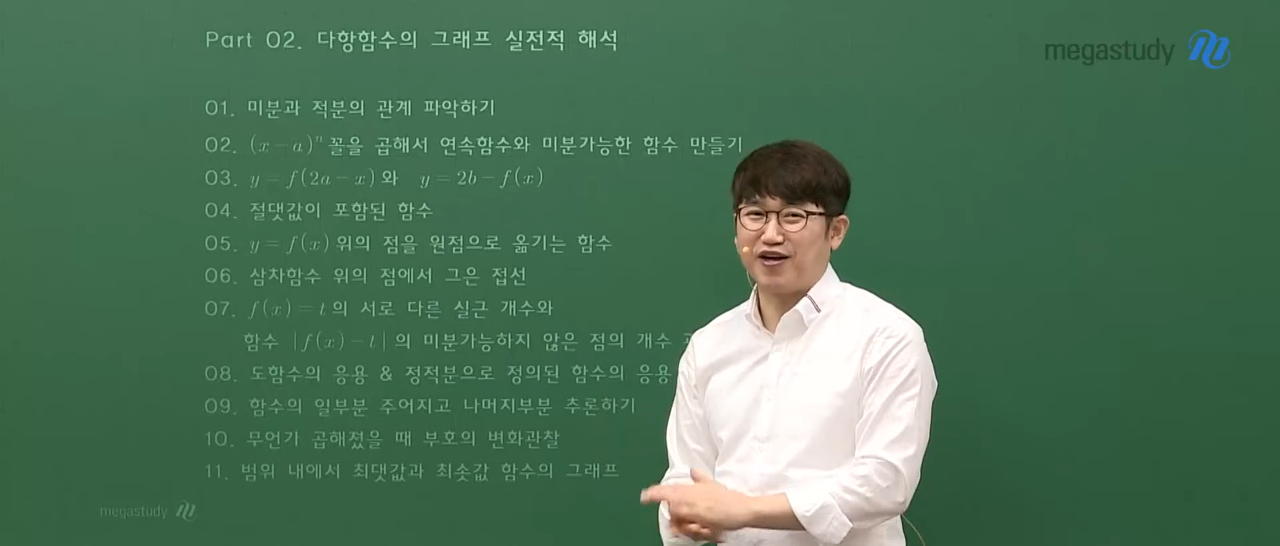 Part 02. 다항함수의 그래프 실전적 해석
megastudy
01. 미분과 적분의 관계 파악하기
02. (x-a)ⁿ꼴을 곱해서 연속함수와 미분가능한 함수 만들기
03. y=f(2a-x)와 y=2b-f(x)
04. 절댓값이 포함된 함수
05. y=f(x)위의 점을 원점으로 옮기는 함수
06. 삼차함수 위의 점에서 그은 접선
07. f(x)=t의 서로 다른 실근 개수와
함수 |f(x)-t|의 미분가능하지 않은 점의 개수
08. 도함수의 응용 & 정적분으로 정의된 함수의 응용
09. 함수의 일부분 주어지고 나머지부분 추론하기
10. 무언가 곱해졌을 때 부호의 변화관찰
11. 범위 내에서 최댓값과 최솟값 함수의 그래프
megastudy